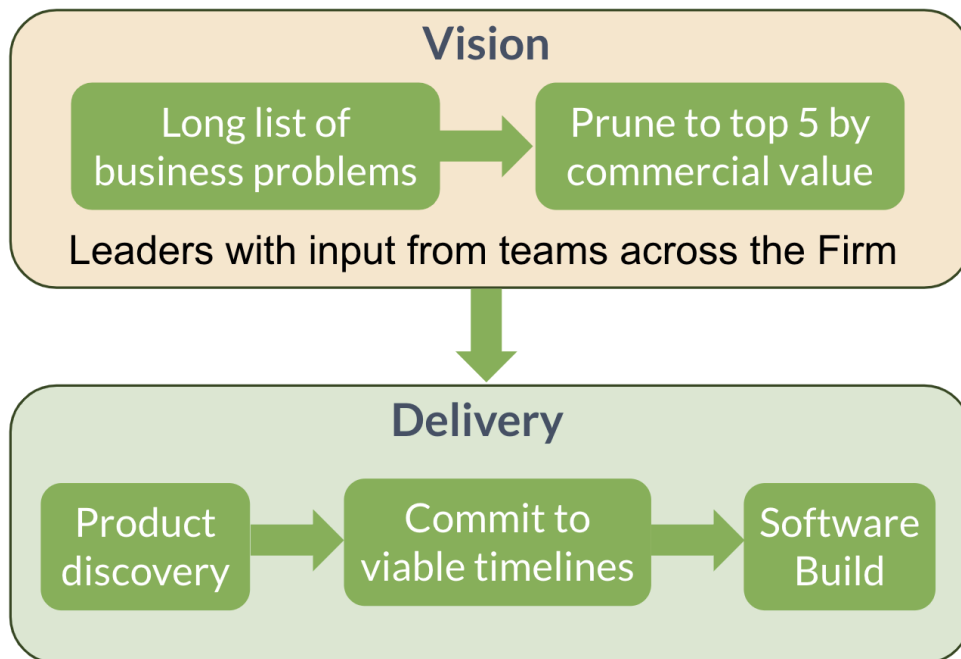 Vision
Long list of
business problems
Prune to top 5 by
commercial value
Leaders with input from teams across the Firm
Delivery
Product
discovery
Commit to
viable timelines
Software
Build